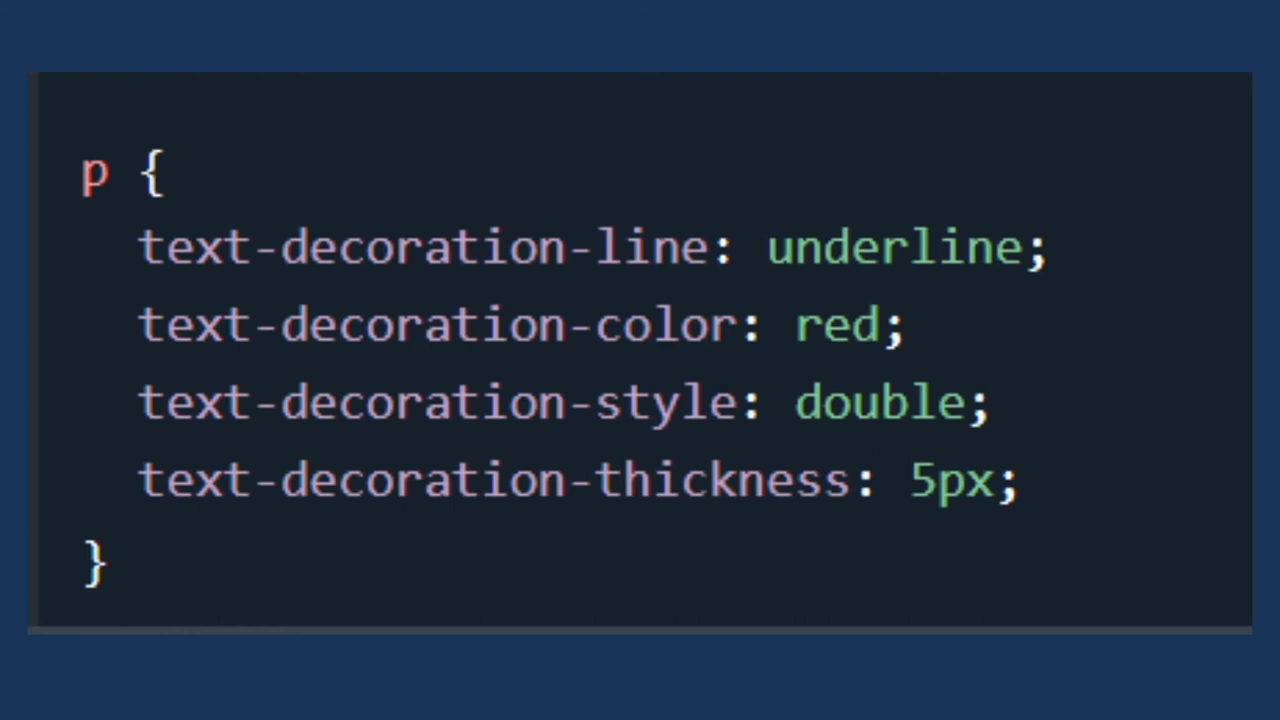 p {
  text-decoration-line: underline;
  text-decoration-color: red;
  text-decoration-style: double;
  text-decoration-thickness: 5px;
}